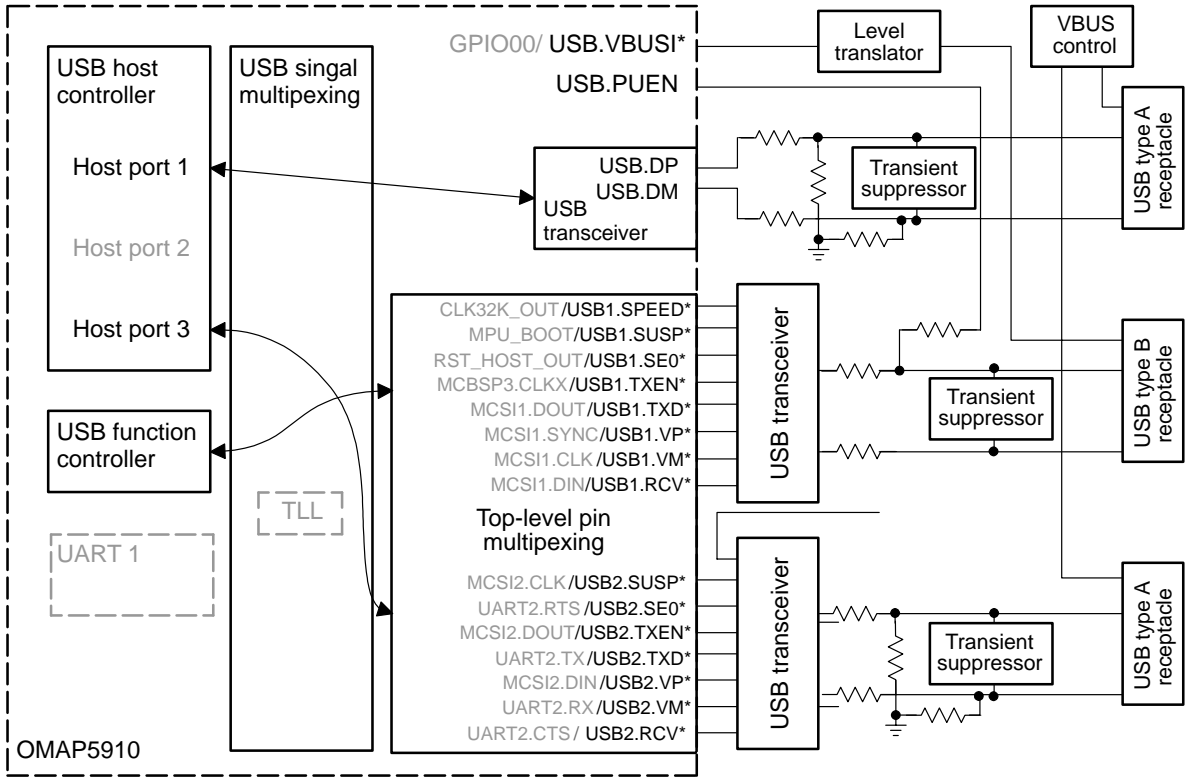 GPIO00/ USB.VBUSI*
Level
translator
VBUS
control
USB host
controller
USB singal
multipexing
USB.PUEN
Host port 1
Host port 2
Host port 3
USB.DP
USB.DM
USB
transceiver
Transient
suppressor
USB type A
receptacle
CLK32K_OUT/USB1.SPEED*
MPU_BOOT/USB1.SUSP*
RST_HOST_OUT/USB1.SE0*
MCBSP3.CLKX/USB1.TXEN*
MCSI1.DOUT/USB1.TXD*
MCSI1.SYNC/USB1.VP*
MCSI1.CLK/USB1.VM*
MCSI1.DIN/USB1.RCV*
USB transceiver
Transient
suppressor
USB type B
receptacle
USB function
controller
TLL
UART 1
Top-level pin
multipexing
MCSI2.CLK/USB2.SUSP*
UART2.RTS/USB2.SE0*
MCSI2.DOUT/USB2.TXEN*
UART2.TX/USB2.TXD*
MCSI2.DIN/USB2.VP*
UART2.RX/USB2.VM*
UART2.CTS/ USB2.RCV*
USB transceiver
Transient
suppressor
USB type A
receptacle
OMAP5910